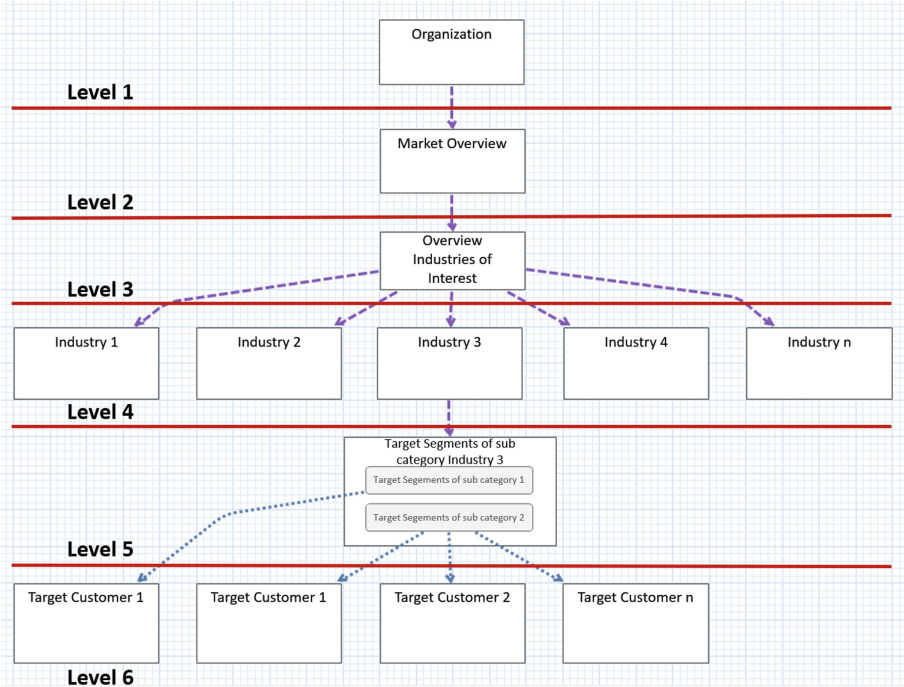 Organization
Level 1
Market Overview
Level 2
Overview
Industries of
Interest
Level 3
Industry 1
Industry 2
Industry 3
Industry 4
Industry n
Level 4
Target Segments of sub
category Industry 3
Target Segements of sub category 1
Target Segements of sub category 2
Level 5
Target Customer 1
Target Customer 1
Target Customer 2
Target Customer n
Level 6